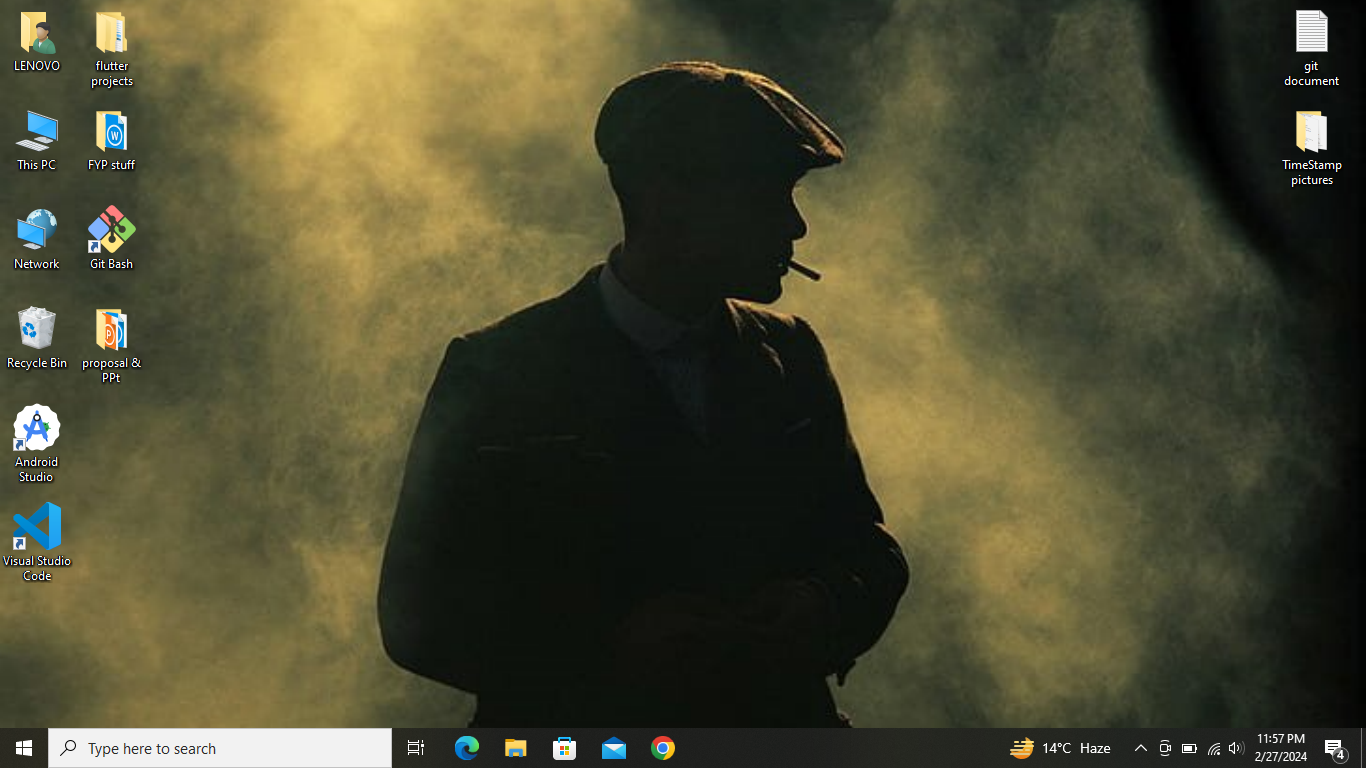 LENOVO
flutter
projects
This PC
FYP stuff
Network
Git Bash
Recycle Bin
proposal &
PPt
Android
Studio
Visual Studio
Code
git
document
TimeStamp
pictures
Type here to search
14°C Haze
11:57 PM
2/27/2024
4